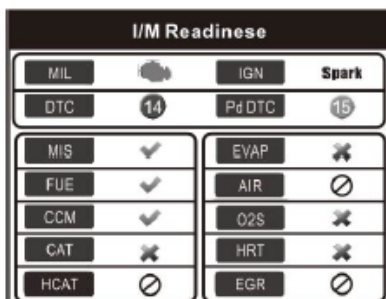 I/M Readinese
MIL IGN Spark
DTC 14 Pd DTC 15
MIS EVAP
FUE AIR
CCM O2S
CAT HRT
HCAT EGR